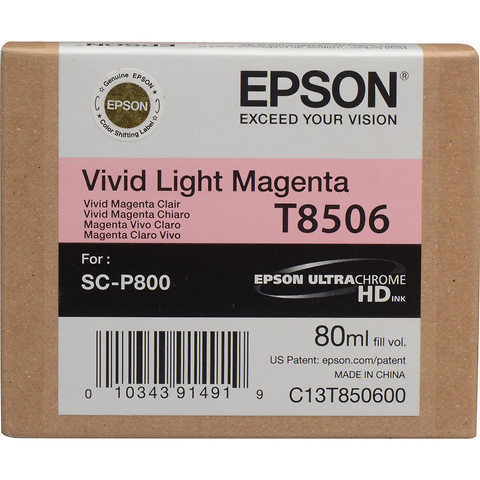 Genuine EPSON
EPSON
Color Shifting Label
EPSON®
EXCEED YOUR VISION
Vivid Light Magenta
Vivid Magenta Clair
Vivid Magenta Chiaro
Magenta Vivo Claro
Magenta Claro Vivo
T8506
For :
SC-P800
EPSON ULTRACHROME
HD INK
80ml fill vol.
US Patent: epson.com/patent
MADE IN CHINA
0 10343 91491 9
C13T850600